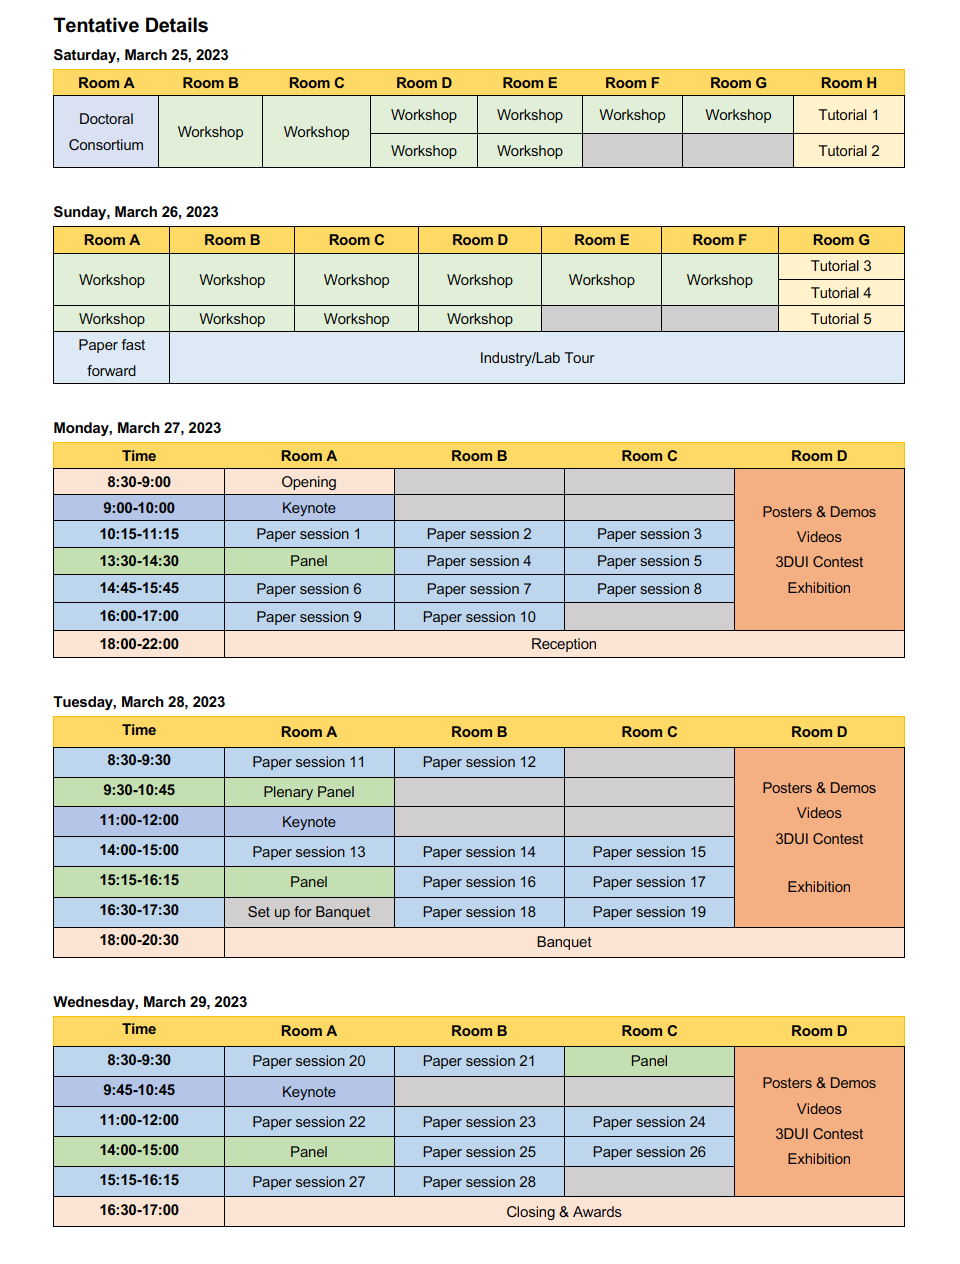 Tentative Details
Saturday, March 25, 2023
Room A Room B Room C Room D Room E Room F Room G Room H
Doctoral Consortium Workshop Workshop Workshop Workshop Workshop Workshop Tutorial 1
Workshop Workshop Tutorial 2
Sunday, March 26, 2023
Room A Room B Room C Room D Room E Room F Room G
Workshop Workshop Workshop Workshop Workshop Workshop Tutorial 3
Tutorial 4
Workshop Workshop Workshop Workshop Tutorial 5
Paper fast forward Industry/Lab Tour
Monday, March 27, 2023
Time Room A Room B Room C Room D
8:30-9:00 Opening
9:00-10:00 Keynote
10:15-11:15 Paper session 1 Paper session 2 Paper session 3
13:30-14:30 Panel Paper session 4 Paper session 5
14:45-15:45 Paper session 6 Paper session 7 Paper session 8
16:00-17:00 Paper session 9 Paper session 10
Posters & Demos
Videos
3DUI Contest
Exhibition
18:00-22:00 Reception
Tuesday, March 28, 2023
Time Room A Room B Room C Room D
8:30-9:30 Paper session 11 Paper session 12
9:30-10:45 Plenary Panel
11:00-12:00 Keynote
14:00-15:00 Paper session 13 Paper session 14 Paper session 15
15:15-16:15 Panel Paper session 16 Paper session 17
16:30-17:30 Set up for Banquet Paper session 18 Paper session 19
Posters & Demos
Videos
3DUI Contest
Exhibition
18:00-20:30 Banquet
Wednesday, March 29, 2023
Time Room A Room B Room C Room D
8:30-9:30 Paper session 20 Paper session 21 Panel
9:45-10:45 Keynote
11:00-12:00 Paper session 22 Paper session 23 Paper session 24
14:00-15:00 Panel Paper session 25 Paper session 26
15:15-16:15 Paper session 27 Paper session 28
Posters & Demos
Videos
3DUI Contest
Exhibition
16:30-17:00 Closing & Awards